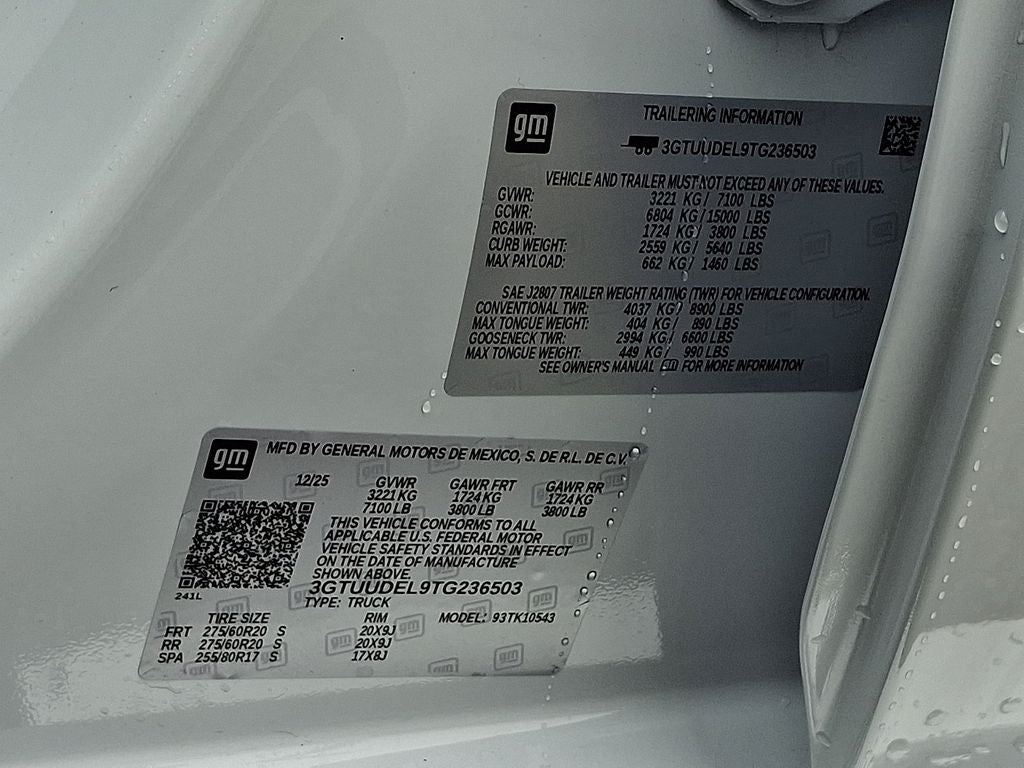 gm
TRAILERING INFORMATION
3GTUUDEL9TG236503
VEHICLE AND TRAILER MUST NOT EXCEED ANY OF THESE VALUES.
GVWR: 3221 KG/ 7100 LBS
GCWR: 6804 KG/15000 LBS
RGAWR: 1724 KG/ 3800 LBS
CURB WEIGHT: 2559 KG/ 5640 LBS
MAX PAYLOAD: 662 KG/ 1460 LBS
SAE J2807 TRAILER WEIGHT RATING (TWR) FOR VEHICLE CONFIGURATION.
CONVENTIONAL TWR: 4037 KG/ 8900 LBS
MAX TONGUE WEIGHT: 404 KG/ 890 LBS
GOOSENECK TWR: 2994 KG/ 6600 LBS
MAX TONGUE WEIGHT: 449 KG/ 990 LBS
SEE OWNER'S MANUAL FOR MORE INFORMATION
gm
MFD BY GENERAL MOTORS DE MEXICO, S. DE R.L. DE C.V.
12/25 GVWR GAWR FRT GAWR RR
3221 KG 1724 KG 1724 KG
7100 LB 3800 LB 3800 LB
THIS VEHICLE CONFORMS TO ALL
APPLICABLE U.S. FEDERAL MOTOR
VEHICLE SAFETY STANDARDS IN EFFECT
ON THE DATE OF MANUFACTURE
SHOWN ABOVE.
241L
3GTUUDEL9TG236503
TYPE: TRUCK
TIRE SIZE RIM MODEL: 93TK10543
FRT 275/60R20 S 20X9J
RR 275/60R20 S 20X9J
SPA 255/80R17 S 17X8J